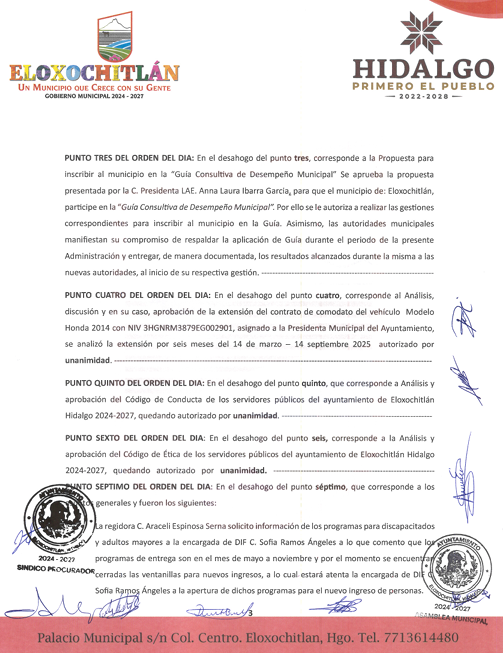 ELOXOCHITLÁN
UN MUNICIPIO QUE CRECE CON SU GENTE
GOBIERNO MUNICIPAL 2024 - 2027
HIDALGO
PRIMERO EL PUEBLO
2022-2028
PUNTO TRES DEL ORDEN DEL DIA: En el desahogo del punto tres, corresponde a la Propuesta para
inscribir al municipio en la "Guía Consultiva de Desempeño Municipal" Se aprueba la propuesta
presentada por la C. Presidenta LAE. Anna Laura Ibarra Garcia, para que el municipio de: Eloxochitlán,
participe en la "Guía Consultiva de Desempeño Municipal". Por ello se le autoriza a realizar las gestiones
correspondientes para inscribir al municipio en la Guía. Asimismo, las autoridades municipales
manifiestan su compromiso de respaldar la aplicación de Guía durante el periodo de la presente
Administración y entregar, de manera documentada, los resultados alcanzados durante la misma a las
nuevas autoridades, al inicio de su respectiva gestión. ------------------------------------------------
PUNTO CUATRO DEL ORDEN DEL DIA: En el desahogo del punto cuatro, corresponde al Análisis,
discusión y en su caso, aprobación de la extensión del contrato de comodato del vehículo Modelo
Honda 2014 con NIV 3HGNRM3879EG002901, asignado a la Presidenta Municipal del Ayuntamiento,
se analizó la extensión por seis meses del 14 de marzo – 14 septiembre 2025 autorizado por
unanimidad. ------------------------------------------------
PUNTO QUINTO DEL ORDEN DEL DIA: En el desahogo del punto quinto, que corresponde a Análisis y
aprobación del Código de Conducta de los servidores públicos del ayuntamiento de Eloxochitlán
Hidalgo 2024-2027, quedando autorizado por unanimidad. ------------------------------------------------
PUNTO SEXTO DEL ORDEN DEL DIA: En el desahogo del punto seis, corresponde a la Análisis y
aprobación del Código de Ética de los servidores públicos del ayuntamiento de Eloxochitlán Hidalgo
2024-2027, quedando autorizado por unanimidad. ------------------------------------------------
PUNTO SEPTIMO DEL ORDEN DEL DIA: En el desahogo del punto séptimo, que corresponde a los
generales y fueron los siguientes:
La regidora C. Araceli Espinosa Serna solicito información de los programas para discapacitados
y adultos mayores a la encargada de DIF C. Sofia Ramos Ángeles a lo que comento que los
programas de entrega son en el mes de mayo a noviembre y por el momento se encuentran
cerradas las ventanillas para nuevos ingresos, a lo cual estará atenta la encargada de DIF C.
Sofia Ramos Ángeles a la apertura de dichos programas para el nuevo ingreso de personas.
AYUNTAMIENTO
2024 - 2027
SINDICO PROCURADOR
AYUNTAMIENTO
2024 - 2027
ASAMBLEA MUNICIPAL
3
Palacio Municipal s/n Col. Centro. Eloxochitlan, Hgo. Tel. 7713614480